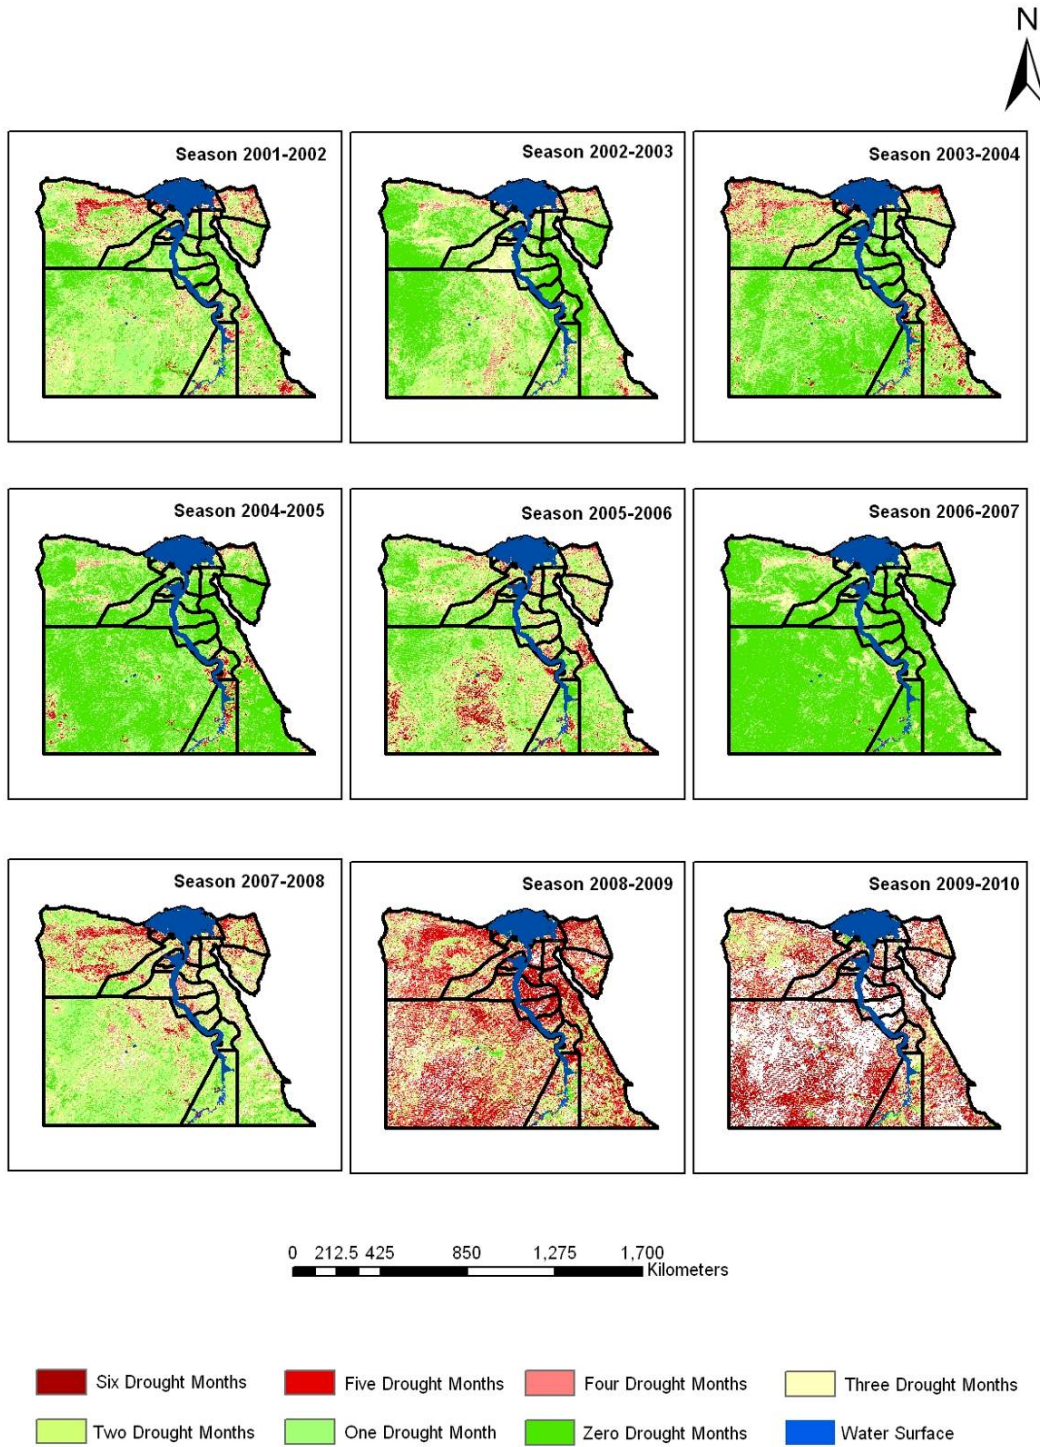 N
Season 2001-2002
Season 2002-2003
Season 2003-2004
Season 2004-2005
Season 2005-2006
Season 2006-2007
Season 2007-2008
Season 2008-2009
Season 2009-2010
0 212.5 425 850 1,275 1,700
Kilometers
Six Drought Months Five Drought Months Four Drought Months Three Drought Months
Two Drought Months One Drought Month Zero Drought Months Water Surface